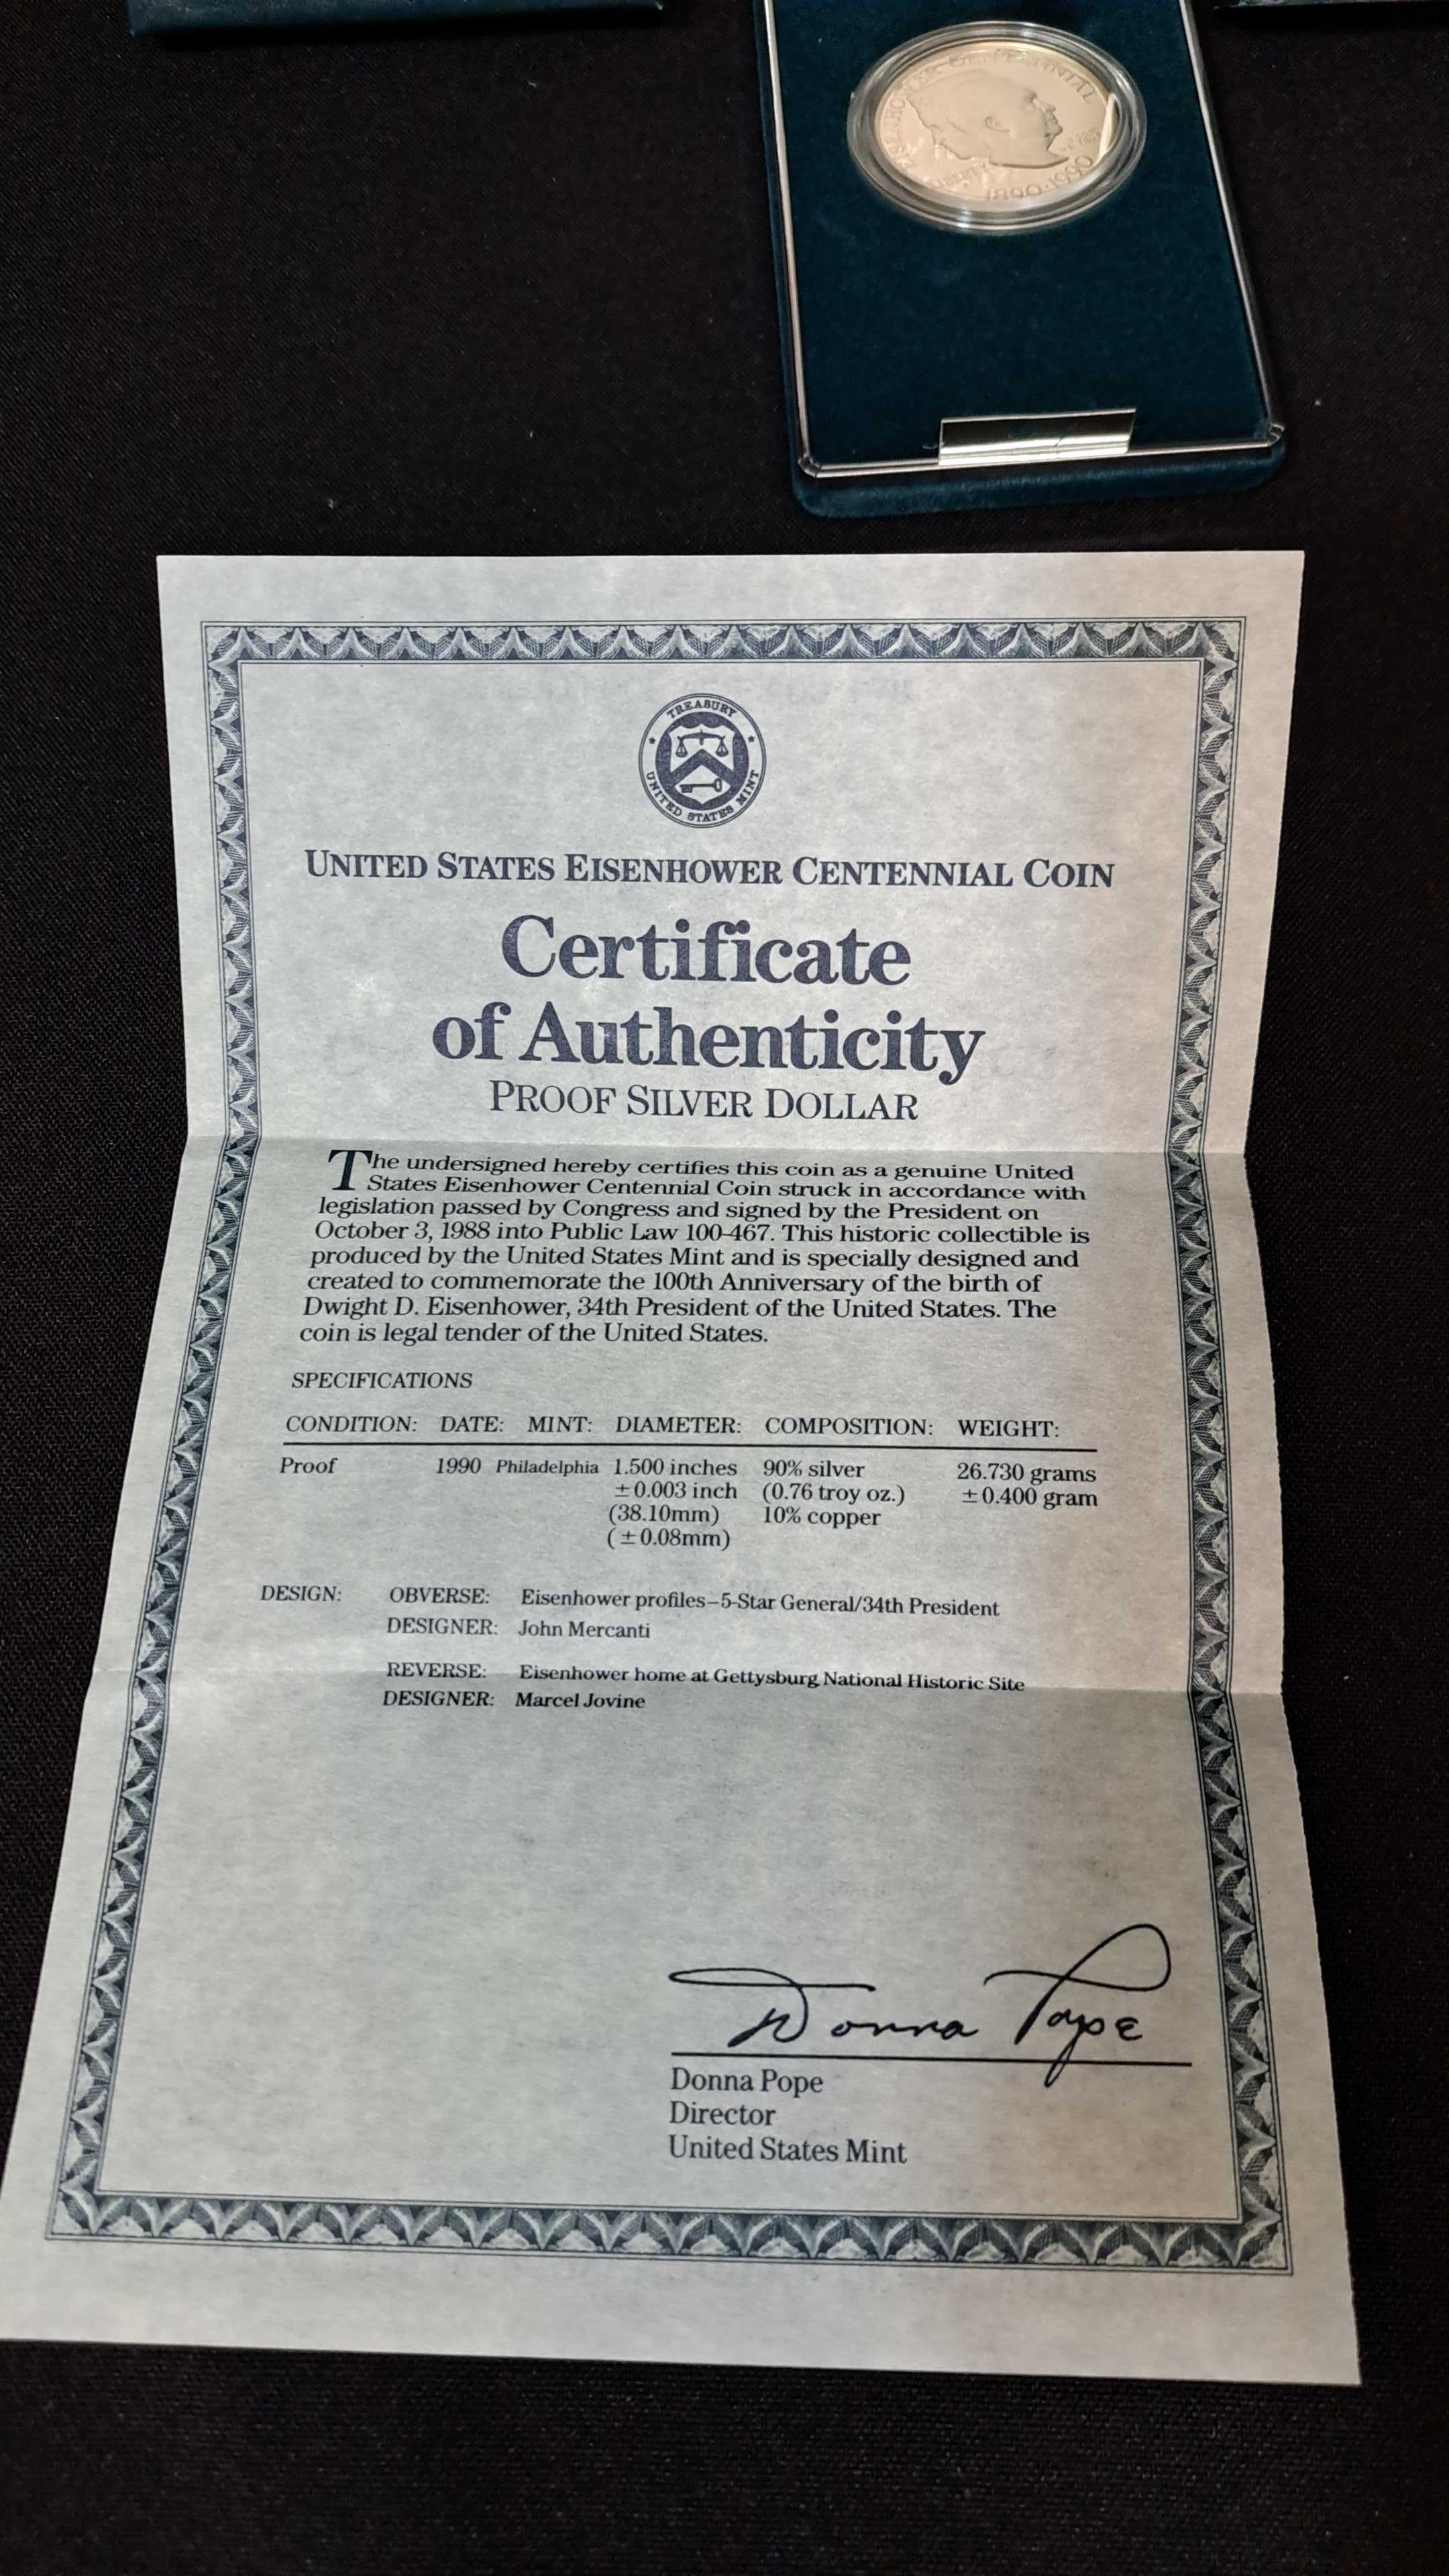 EISENHOWER CENTENNIAL
LIBERTY
1890·1990
TREASURY
UNITED STATES MINT
UNITED STATES EISENHOWER CENTENNIAL COIN
Certificate
of Authenticity
PROOF SILVER DOLLAR
The undersigned hereby certifies this coin as a genuine United
States Eisenhower Centennial Coin struck in accordance with
legislation passed by Congress and signed by the President on
October 3, 1988 into Public Law 100-467. This historic collectible is
produced by the United States Mint and is specially designed and
created to commemorate the 100th Anniversary of the birth of
Dwight D. Eisenhower, 34th President of the United States. The
coin is legal tender of the United States.
SPECIFICATIONS
CONDITION: DATE: MINT: DIAMETER: COMPOSITION: WEIGHT:
Proof 1990 Philadelphia 1.500 inches 90% silver 26.730 grams
±0.003 inch (0.76 troy oz.) ±0.400 gram
(38.10mm) 10% copper
(±0.08mm)
DESIGN: OBVERSE: Eisenhower profiles–5-Star General/34th President
DESIGNER: John Mercanti
REVERSE: Eisenhower home at Gettysburg National Historic Site
DESIGNER: Marcel Jovine
Donna Pope
Donna Pope
Director
United States Mint